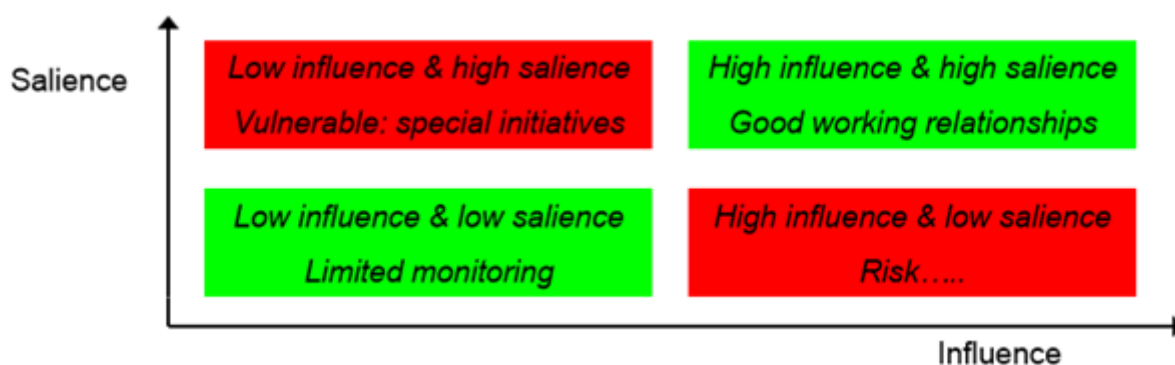 Salience
Low influence & high salience
Vulnerable: special initiatives
High influence & high salience
Good working relationships
Low influence & low salience
Limited monitoring
High influence & low salience
Risk.....
Influence